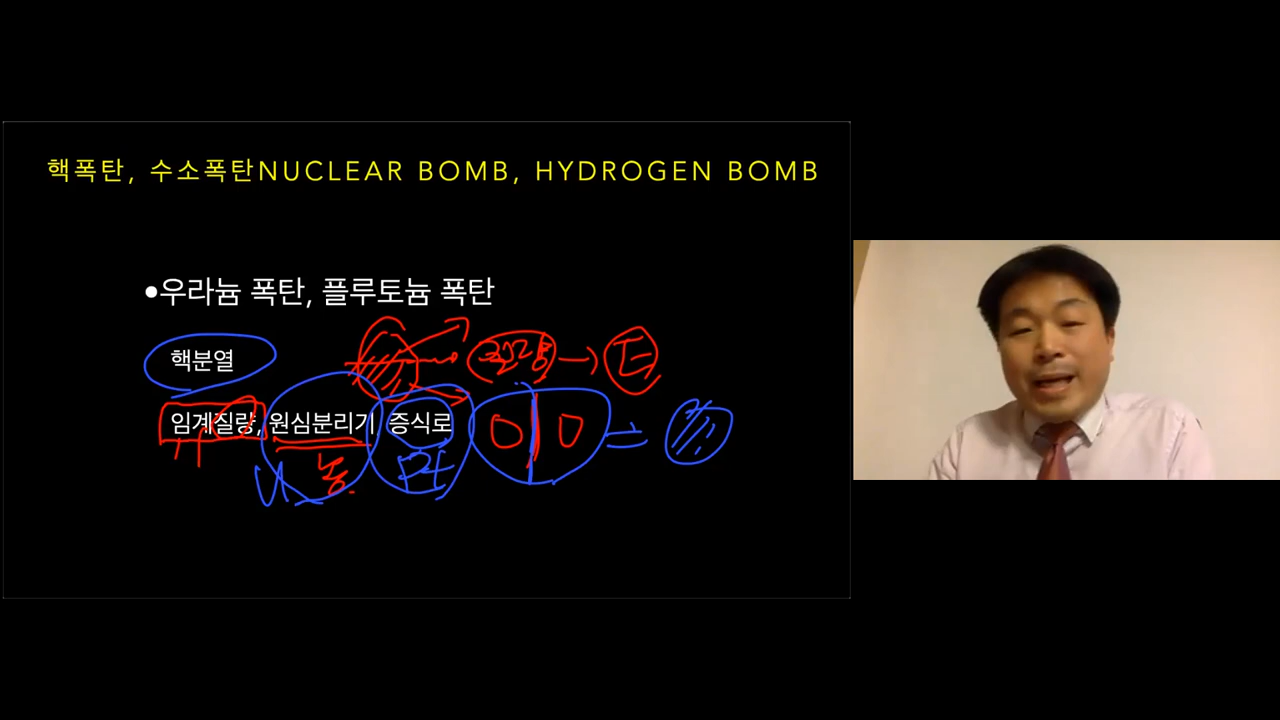 핵폭탄, 수소폭탄NUCLEAR BOMB, HYDROGEN BOMB
•우라늄 폭탄, 플루토늄 폭탄
핵분열
임계질량, 원심분리기 증식로
농